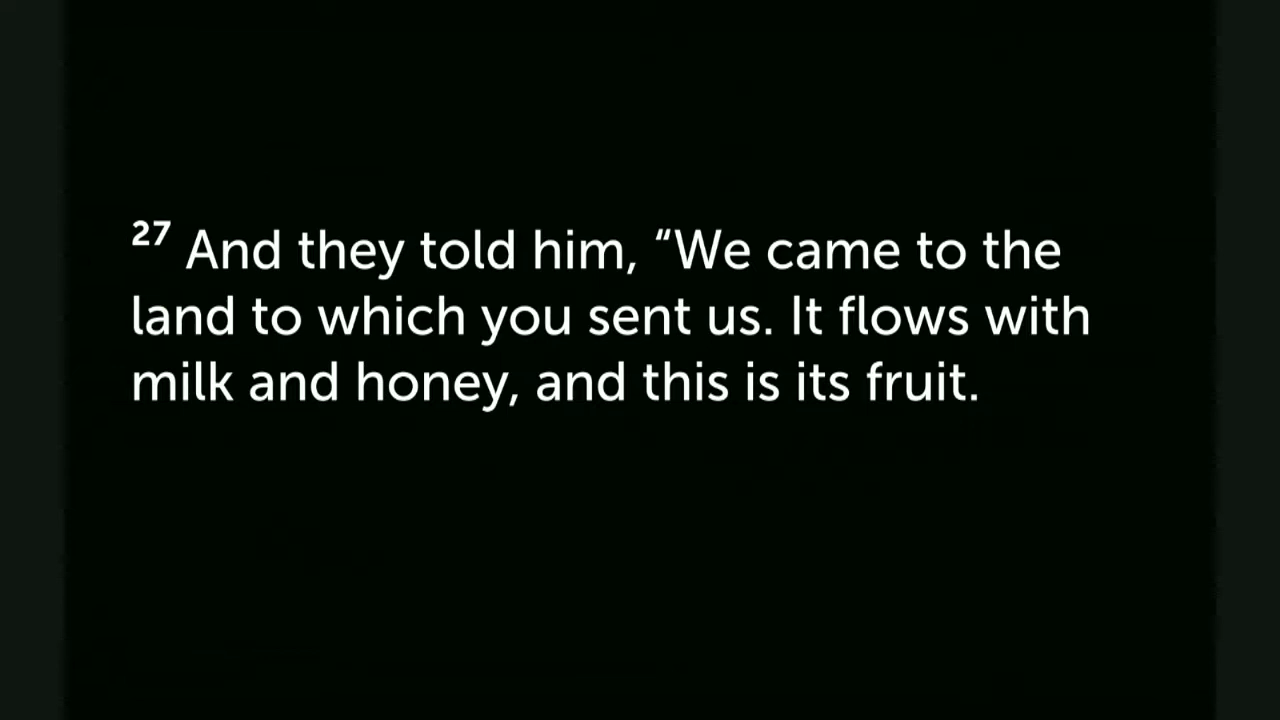 27 And they told him, “We came to the
land to which you sent us. It flows with
milk and honey, and this is its fruit.